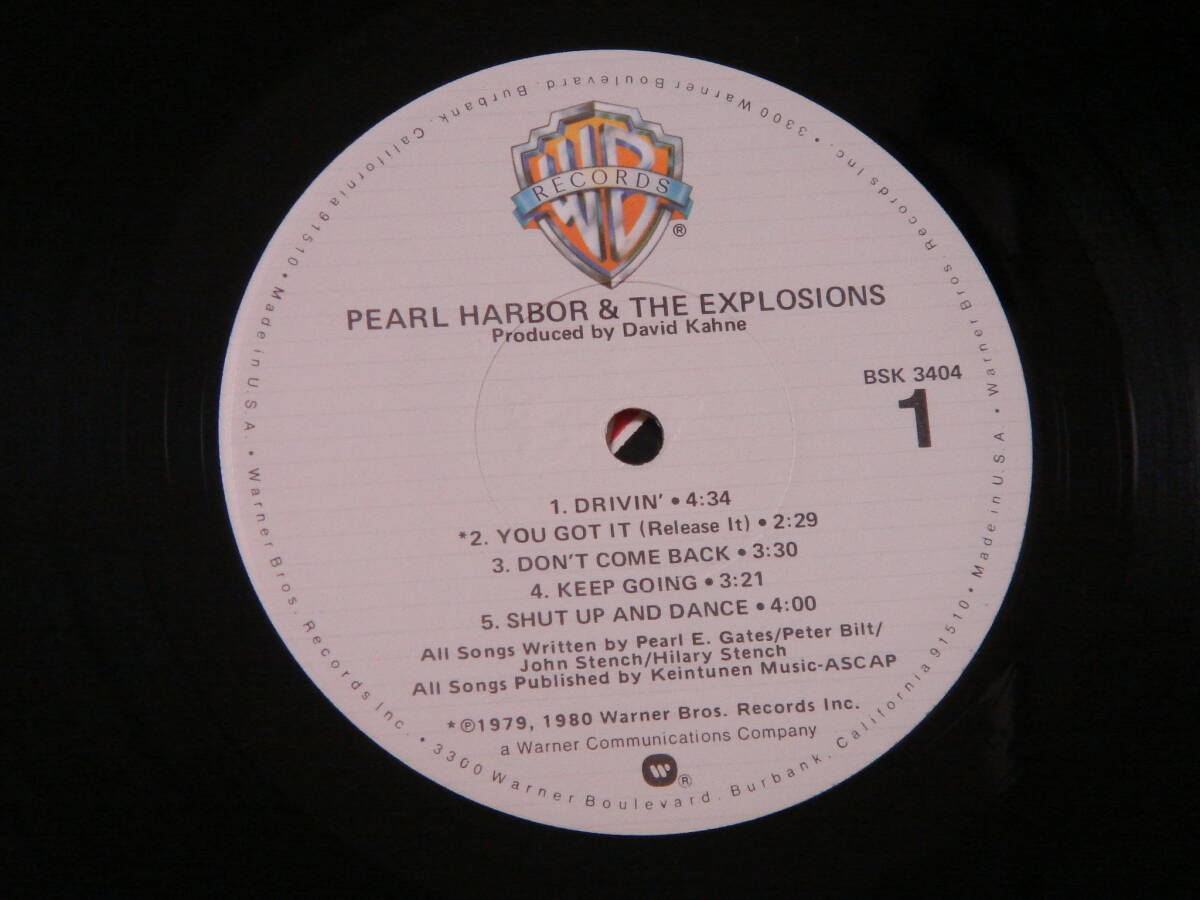 WB
RECORDS
®
PEARL HARBOR & THE EXPLOSIONS
Produced by David Kahne
BSK 3404
1
1. DRIVIN' • 4:34
*2. YOU GOT IT (Release It) • 2:29
3. DON'T COME BACK • 3:30
4. KEEP GOING • 3:21
5. SHUT UP AND DANCE • 4:00
All Songs Written by Pearl E. Gates/Peter Bilt/
John Stench/Hilary Stench
All Songs Published by Keintunen Music-ASCAP
*℗1979, 1980 Warner Bros. Records Inc.
a Warner Communications Company
W®
Warner Bros. Records Inc. • 3300 Warner Boulevard. Burbank. California 91510 • Made in U.S.A. • Warner Bros. Records Inc. • 3300 Warner Boulevard. Burbank. California 91510 • Made in U.S.A. •